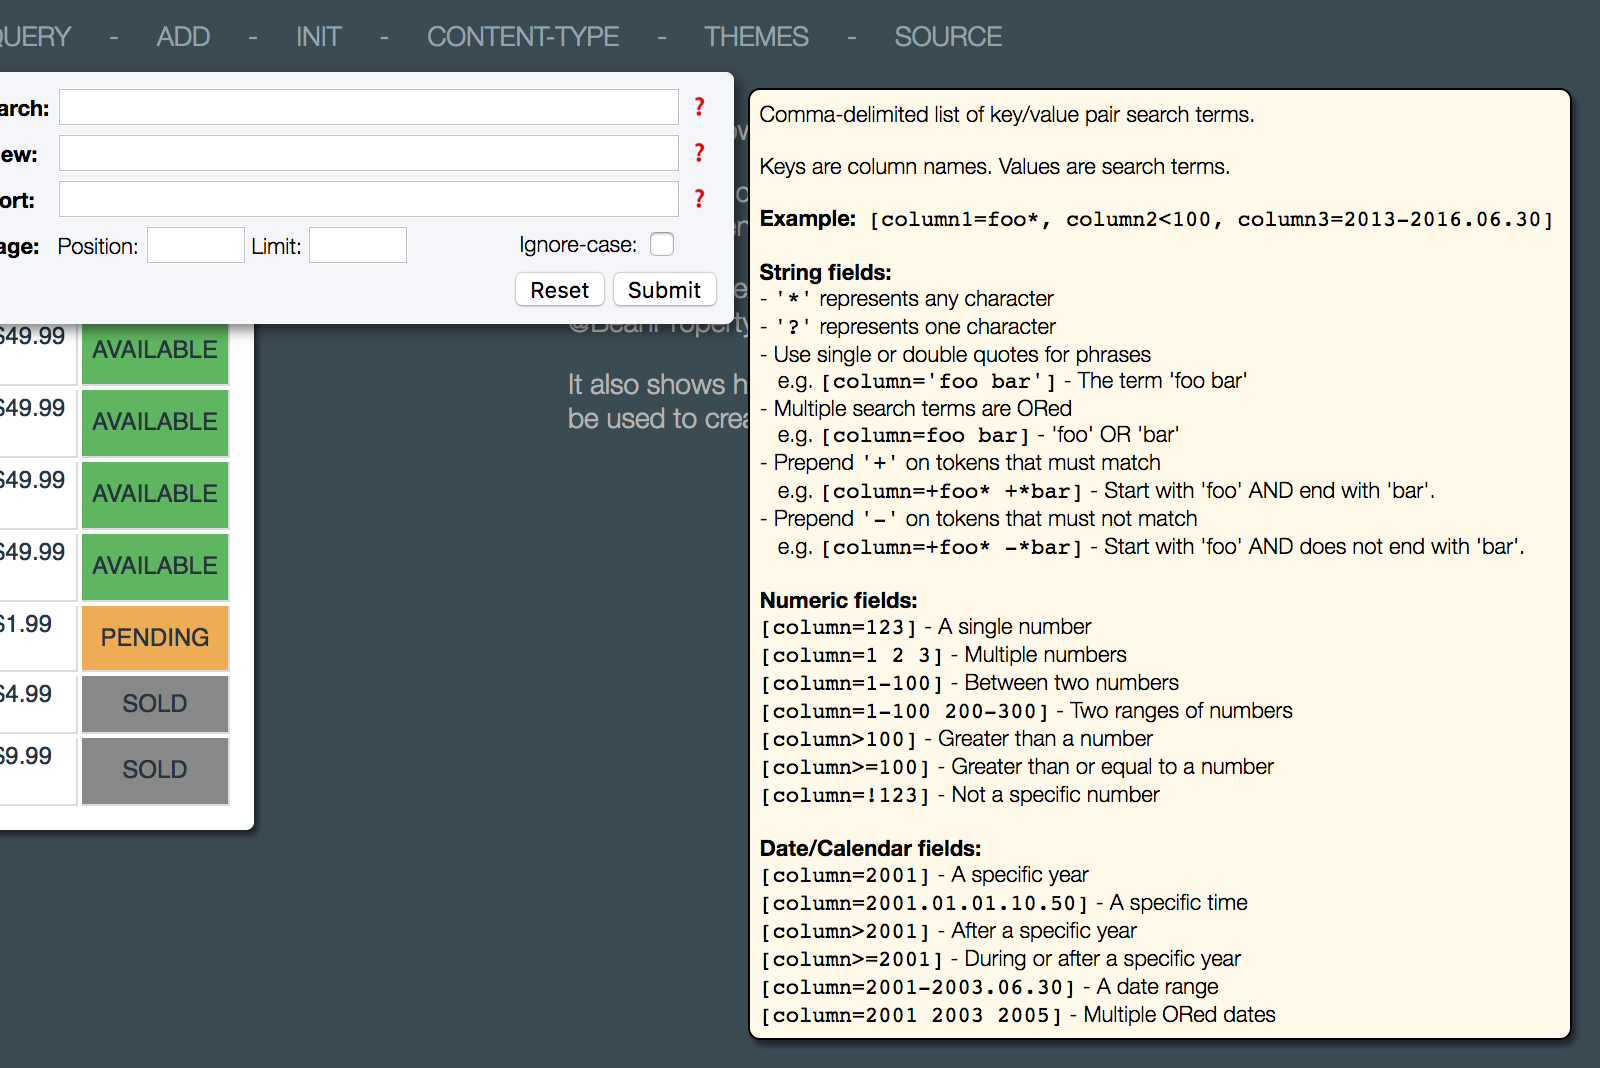 QUERY - ADD - INIT - CONTENT-TYPE - THEMES - SOURCE
arch: ?
ew: ?
ort: ?
age: Position: Limit: Ignore-case:
Reset Submit
$49.99 AVAILABLE
$49.99 AVAILABLE
$49.99 AVAILABLE
$49.99 AVAILABLE
$1.99 PENDING
$4.99 SOLD
$9.99 SOLD
@BeanProperty
It also shows h
be used to crea
Comma-delimited list of key/value pair search terms.
Keys are column names. Values are search terms.
Example: [column1=foo*, column2<100, column3=2013-2016.06.30]
String fields:
- '*' represents any character
- '?' represents one character
- Use single or double quotes for phrases
e.g. [column='foo bar'] - The term 'foo bar'
- Multiple search terms are ORed
e.g. [column=foo bar] - 'foo' OR 'bar'
- Prepend '+' on tokens that must match
e.g. [column=+foo* +*bar] - Start with 'foo' AND end with 'bar'.
- Prepend '-' on tokens that must not match
e.g. [column=+foo* -*bar] - Start with 'foo' AND does not end with 'bar'.
Numeric fields:
[column=123] - A single number
[column=1 2 3] - Multiple numbers
[column=1-100] - Between two numbers
[column=1-100 200-300] - Two ranges of numbers
[column>100] - Greater than a number
[column>=100] - Greater than or equal to a number
[column=!123] - Not a specific number
Date/Calendar fields:
[column=2001] - A specific year
[column=2001.01.01.10.50] - A specific time
[column>2001] - After a specific year
[column>=2001] - During or after a specific year
[column=2001-2003.06.30] - A date range
[column=2001 2003 2005] - Multiple ORed dates